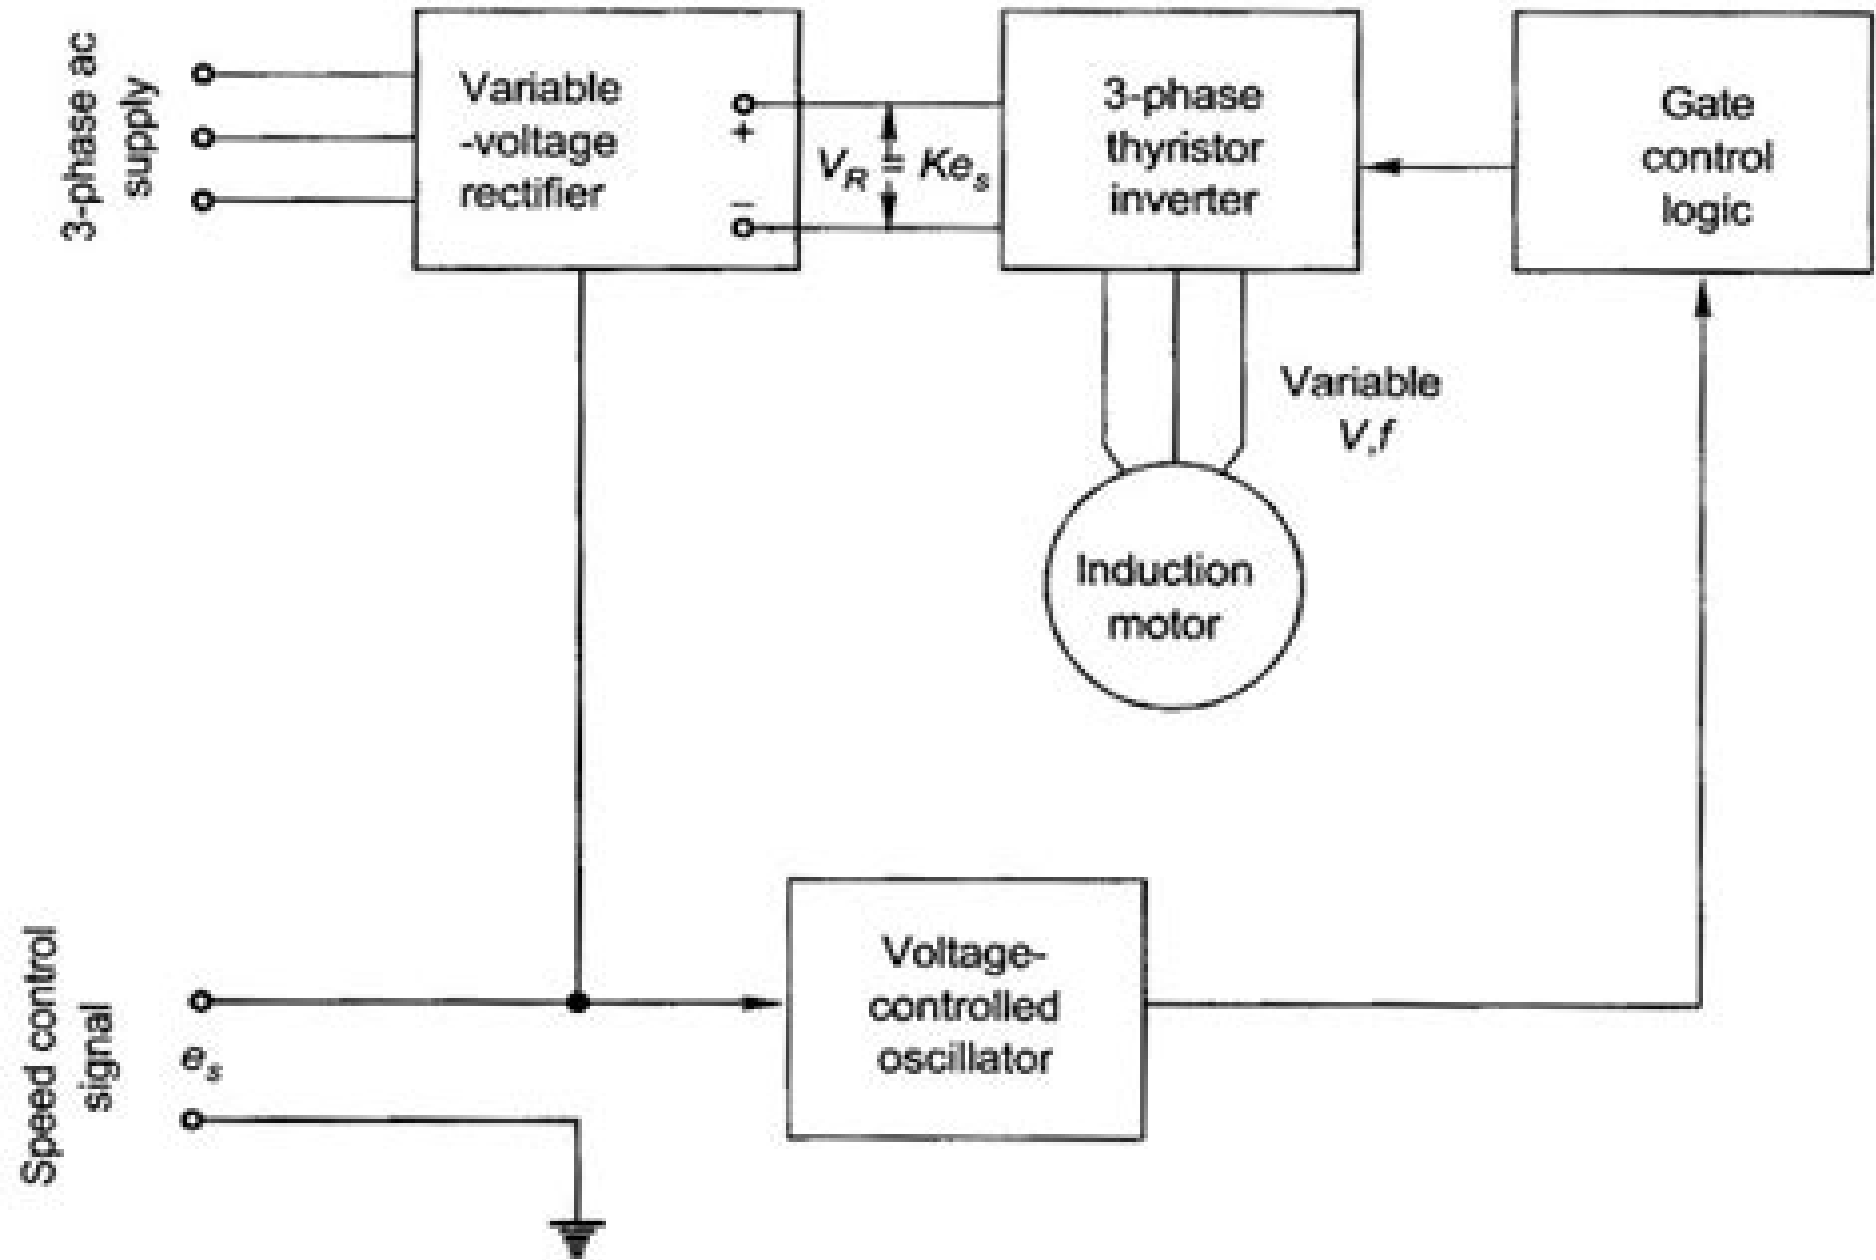 3-phase ac
supply
Variable
-voltage
rectifier
+
−
V_R = Ke_s
3-phase
thyristor
inverter
Gate
control
logic
Variable
V,f
Induction
motor
Speed control
signal
e_s
Voltage-
controlled
oscillator